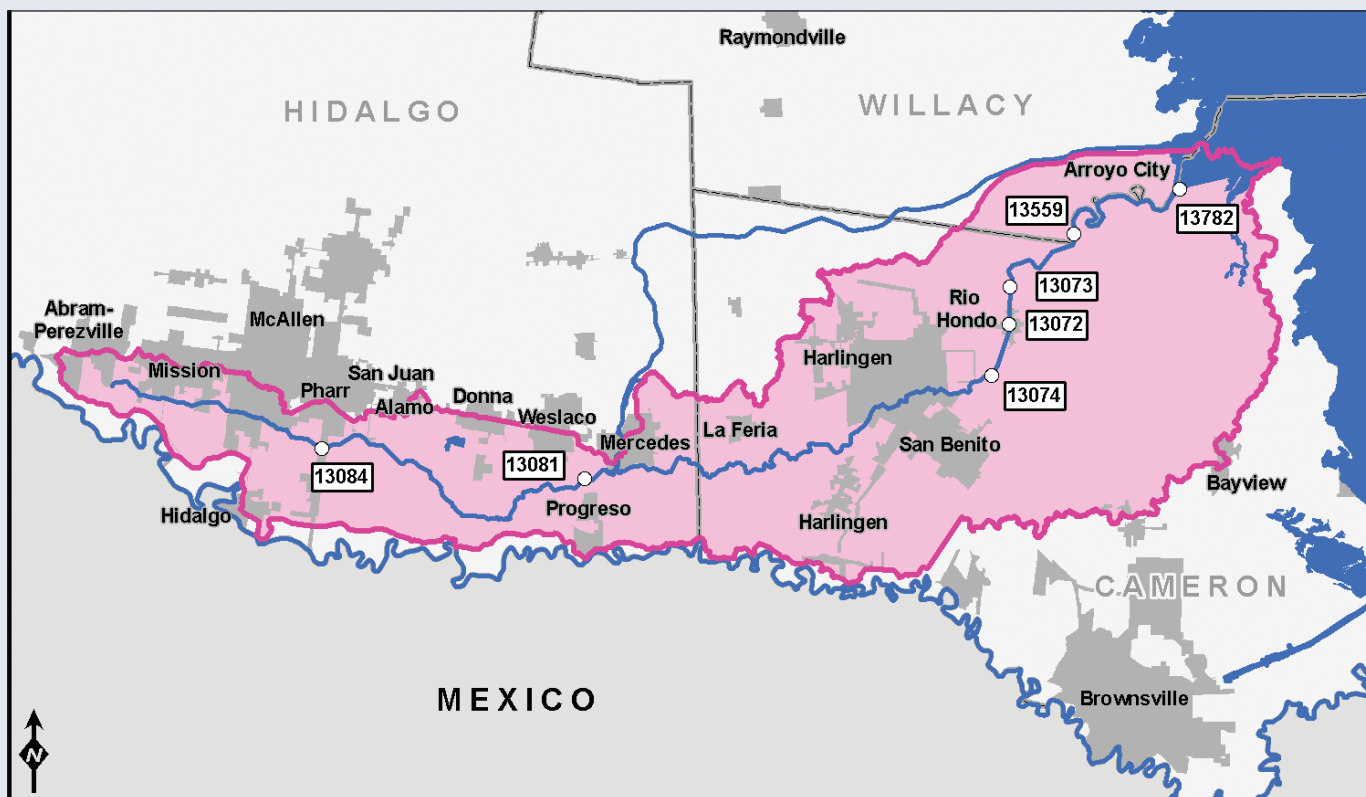 Raymondville
HIDALGO
WILLACY
Arroyo City
13559
13782
Abram-
Perezville
McAllen
Rio
Hondo
13073
13072
Mission
San Juan
Harlingen
Pharr
Alamo
Donna
Weslaco
13074
Mercedes
La Feria
San Benito
13084
13081
Bayview
Hidalgo
Progreso
Harlingen
CAMERON
MEXICO
Brownsville
N